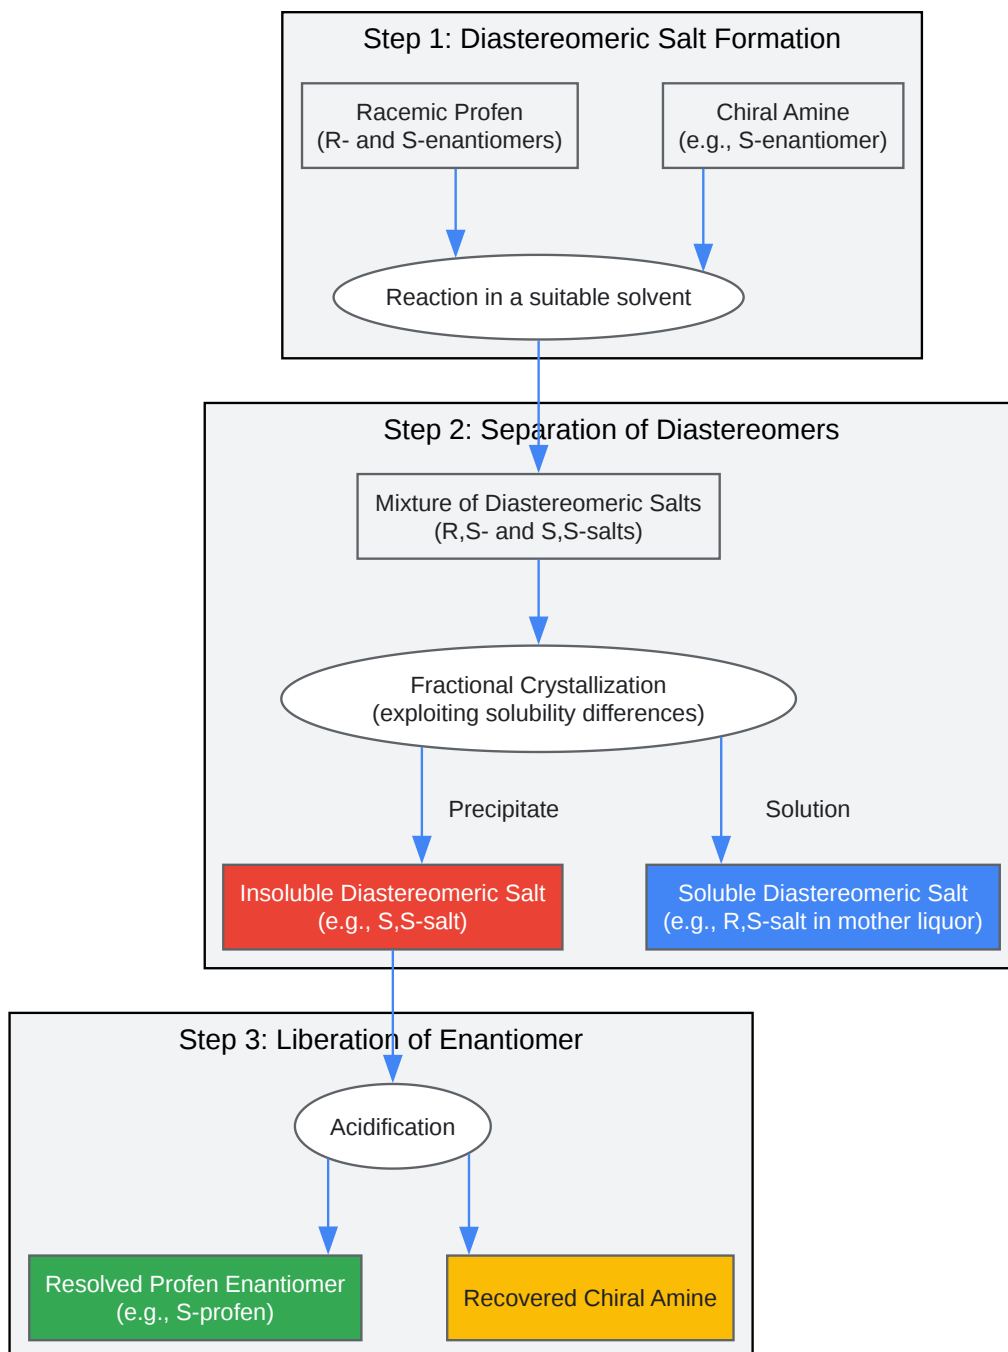 Step 1: Diastereomeric Salt Formation
Racemic Profen
(R- and S-enantiomers)
Chiral Amine
(e.g., S-enantiomer)
Reaction in a suitable solvent
Step 2: Separation of Diastereomers
Mixture of Diastereomeric Salts
(R,S- and S,S-salts)
Fractional Crystallization
(exploiting solubility differences)
Precipitate
Solution
Insoluble Diastereomeric Salt
(e.g., S,S-salt)
Soluble Diastereomeric Salt
(e.g., R,S-salt in mother liquor)
Step 3: Liberation of Enantiomer
Acidification
Resolved Profen Enantiomer
(e.g., S-profen)
Recovered Chiral Amine